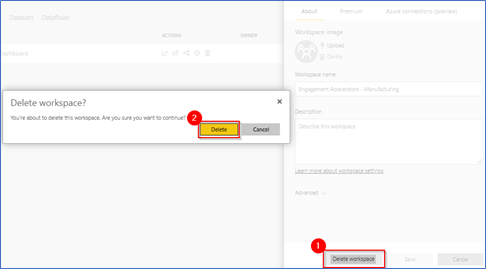 Datasets Dataflows
ACTIONS OWNER
About Premium Azure connections (preview)
Workspace image
Upload
Delete
Workspace name
Engagement Accelerators - Manufacturing
Description
Describe this workspace
Learn more about workspace settings
Advanced
Delete workspace?
You're about to delete this workspace. Are you sure you want to continue?
2
Delete Cancel
1
Delete workspace Save Cancel